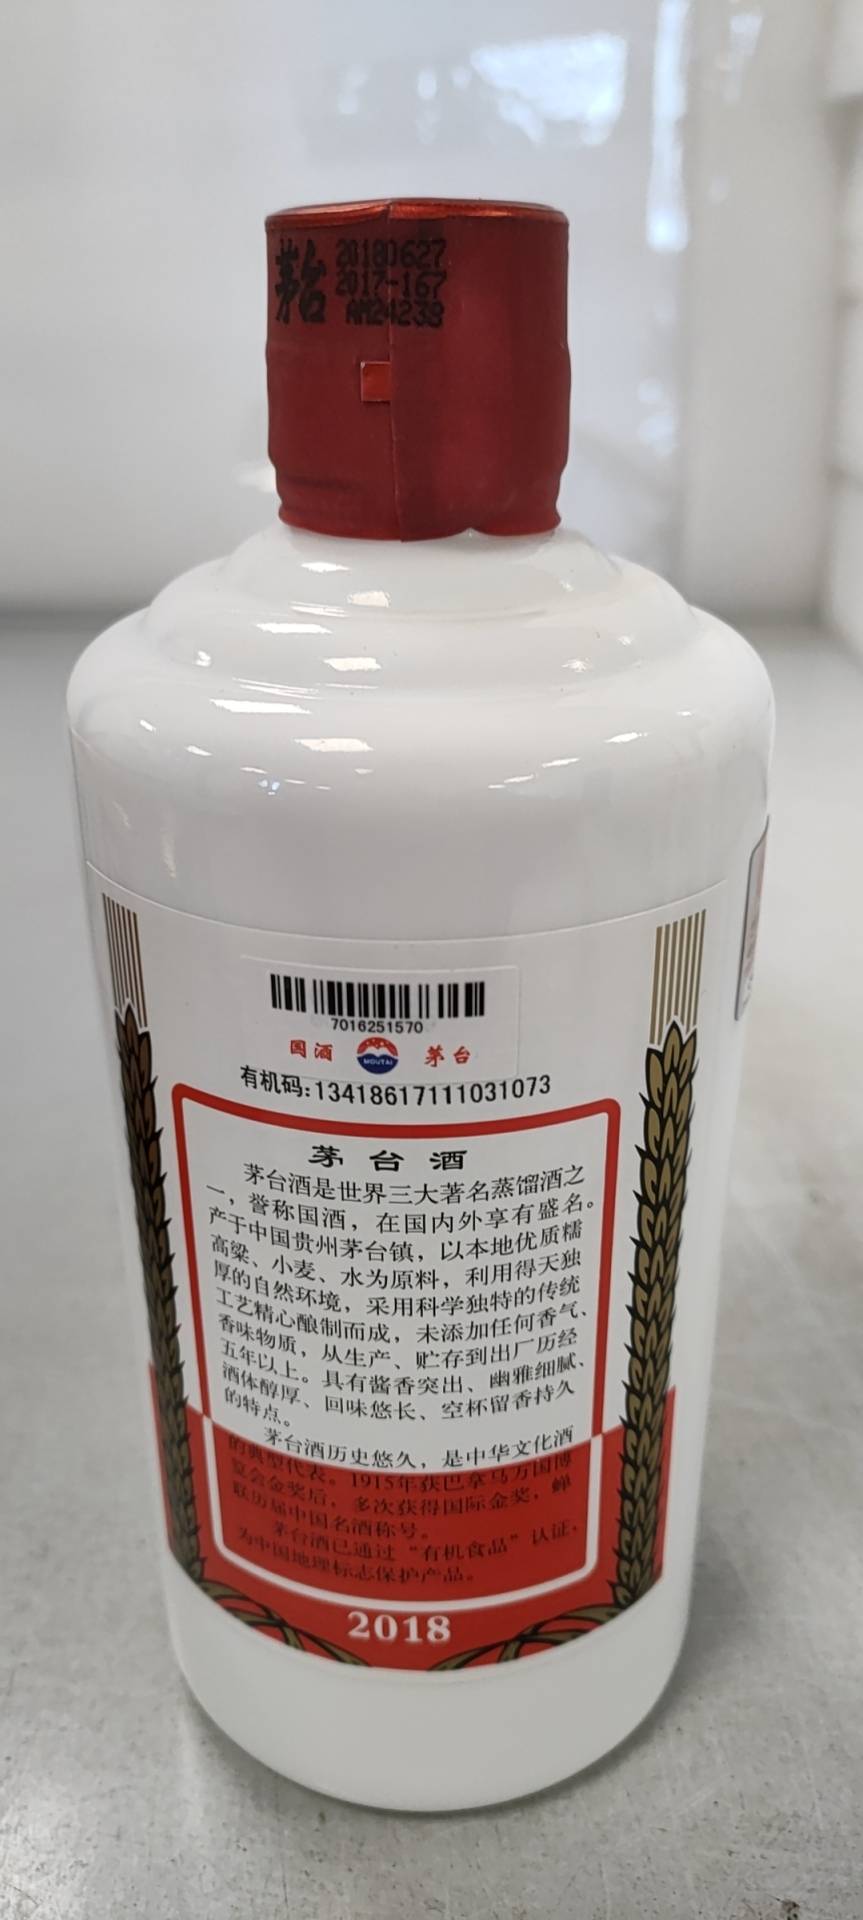 茅台
20180627
2017-167
AM24239
7016251570
国酒
MOUTAI
茅台
有机码:13418617111031073
茅台酒
茅台酒是世界三大著名蒸馏酒之
一，誉称国酒，在国内外享有盛名。
产于中国贵州茅台镇，以本地优质糯
高粱、小麦、水为原料，利用得天独
厚的自然环境，采用科学独特的传统
工艺精心酿制而成，未添加任何香气、
香味物质，从生产、贮存到出厂历经
五年以上。具有酱香突出、幽雅细腻、
酒体醇厚、回味悠长、空杯留香持久
的特点。
茅台酒历史悠久，是中华文化酒
的典型代表。1915年获巴拿马万国博
览会金奖后，多次获得国际金奖，蝉
联历届中国名酒称号。
茅台酒已通过“有机食品”认证，
为中国地理标志保护产品。
2018